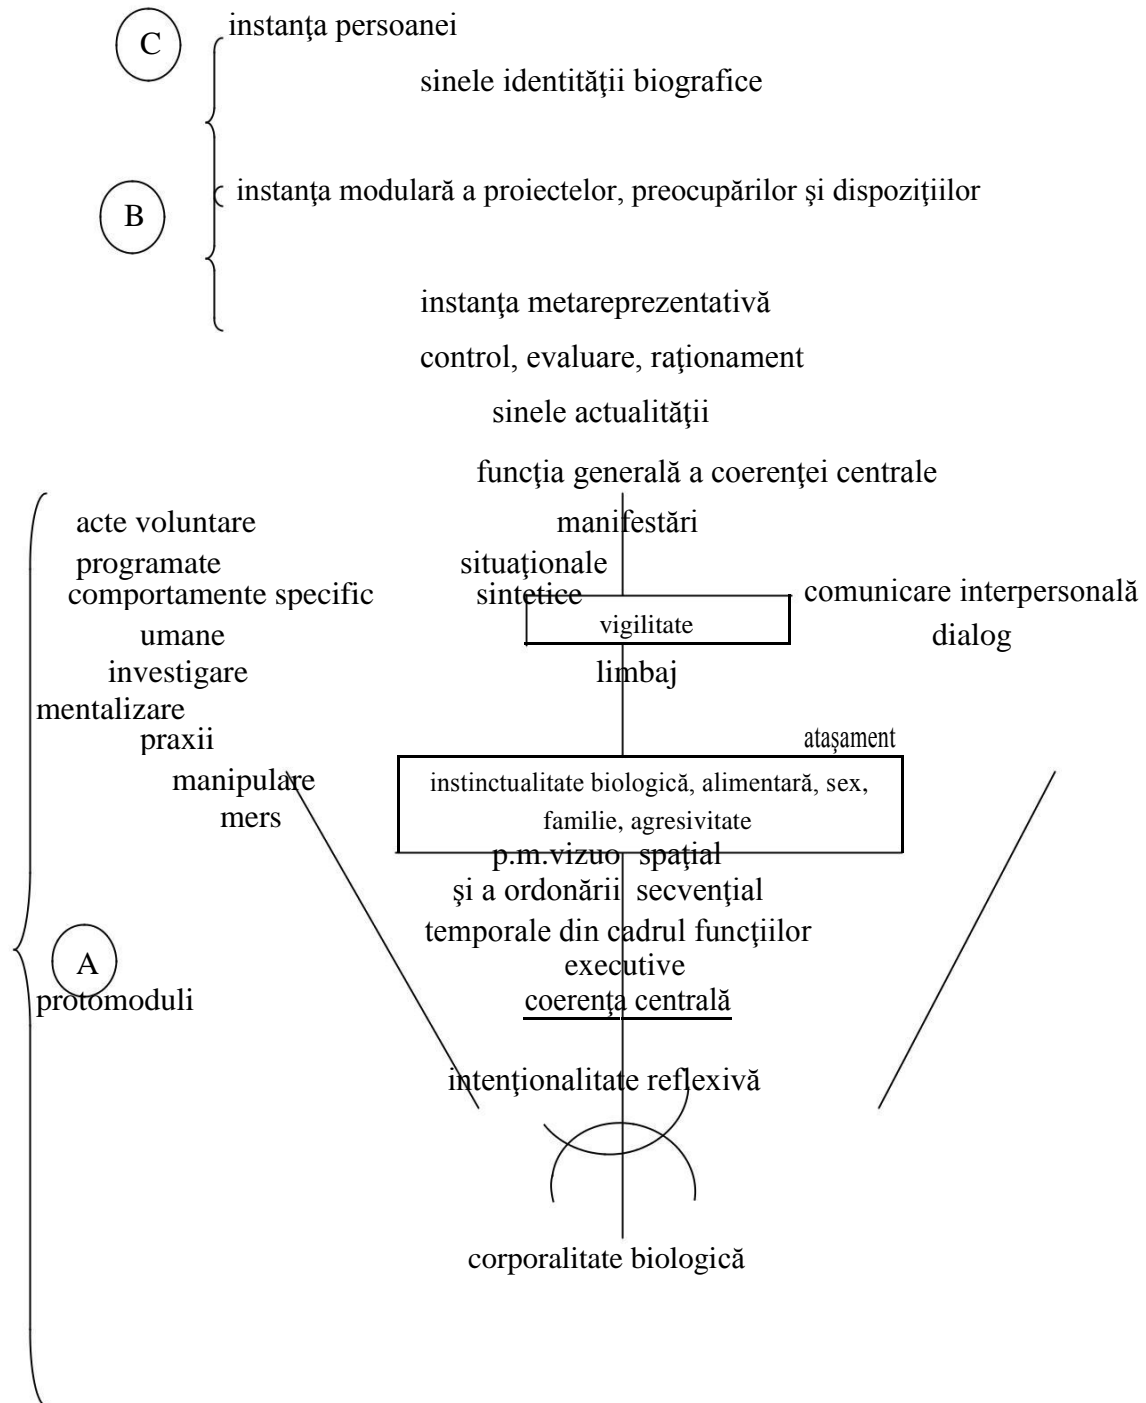 C
instanţa persoanei
sinele identităţii biografice
B
instanţa modulară a proiectelor, preocupărilor şi dispoziţiilor
instanţa metareprezentativă
control, evaluare, raţionament
sinele actualităţii
funcţia generală a coerenţei centrale
acte voluntare
manifestări
programate
situaţionale
comportamente specific
sintetice
comunicare interpersonală
umane
vigilitate
dialog
investigare
limbaj
mentalizare
praxii
ataşament
manipulare
instinctualitate biologică, alimentară, sex,
mers
familie, agresivitate
p.m.vizuo spaţial
şi a ordonării secvenţial
temporale din cadrul funcţiilor
A
executive
protomoduli
coerenţa centrală
intenţionalitate reflexivă
corporalitate biologică